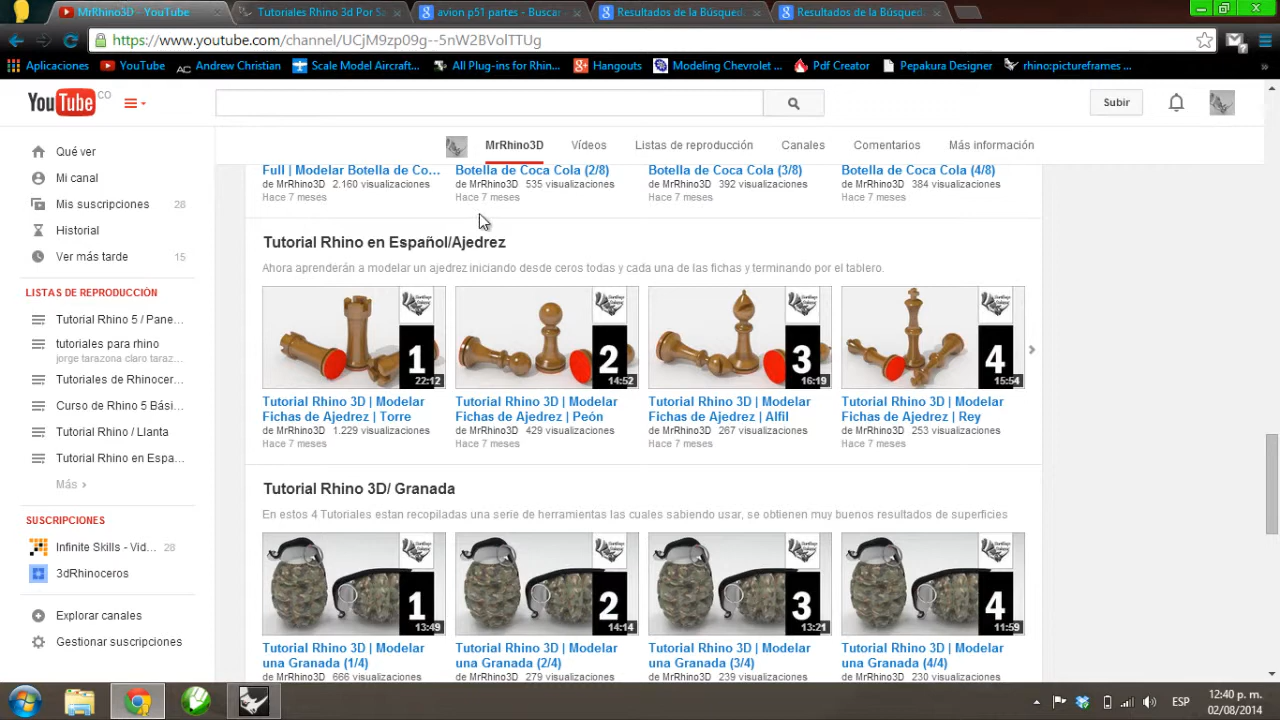 MrRhino3D - YouTube
Tutoriales Rhino 3d Por Sa
avion p51 partes - Buscar
Resultados de la Búsqued
Resultados de la Búsqued
https://www.youtube.com/channel/UCjM9zp09g--5nW2BVolTTUg
Aplicaciones
YouTube
Andrew Christian
Scale Model Aircraft...
All Plug-ins for Rhin...
Hangouts
Modeling Chevrolet ...
Pdf Creator
Pepakura Designer
rhino:pictureframes ...
YouTube CO
Subir
MrRhino3D
Vídeos
Listas de reproducción
Canales
Comentarios
Más información
Qué ver
Mi canal
Mis suscripciones 28
Historial
Ver más tarde 15
LISTAS DE REPRODUCCIÓN
Tutorial Rhino 5 / Pane...
tutoriales para rhino
jorge tarazona claro taraz...
Tutoriales de Rhinocer...
Curso de Rhino 5 Bási...
Tutorial Rhino / Llanta
Tutorial Rhino en Espa...
Más
SUSCRIPCIONES
Infinite Skills - Vid... 28
3dRhinoceros
Explorar canales
Gestionar suscripciones
Full | Modelar Botella de Co...
de MrRhino3D 2.160 visualizaciones
Hace 7 meses
Botella de Coca Cola (2/8)
de MrRhino3D 535 visualizaciones
Hace 7 meses
Botella de Coca Cola (3/8)
de MrRhino3D 392 visualizaciones
Hace 7 meses
Botella de Coca Cola (4/8)
de MrRhino3D 384 visualizaciones
Hace 7 meses
Tutorial Rhino en Español/Ajedrez
Ahora aprenderán a modelar un ajedrez iniciando desde ceros todas y cada una de las fichas y terminando por el tablero.
1
22:12
Tutorial Rhino 3D | Modelar
Fichas de Ajedrez | Torre
de MrRhino3D 1.229 visualizaciones
Hace 7 meses
2
14:52
Tutorial Rhino 3D | Modelar
Fichas de Ajedrez | Peón
de MrRhino3D 429 visualizaciones
Hace 7 meses
3
16:19
Tutorial Rhino 3D | Modelar
Fichas de Ajedrez | Alfil
de MrRhino3D 267 visualizaciones
Hace 7 meses
4
15:54
Tutorial Rhino 3D | Modelar
Fichas de Ajedrez | Rey
de MrRhino3D 253 visualizaciones
Hace 7 meses
Tutorial Rhino 3D/ Granada
En estos 4 Tutoriales estan recopiladas una serie de herramientas las cuales sabiendo usar, se obtienen muy buenos resultados de superficies
1
13:49
Tutorial Rhino 3D | Modelar
una Granada (1/4)
de MrRhino3D 666 visualizaciones
2
14:14
Tutorial Rhino 3D | Modelar
una Granada (2/4)
de MrRhino3D 279 visualizaciones
3
13:21
Tutorial Rhino 3D | Modelar
una Granada (3/4)
de MrRhino3D 239 visualizaciones
4
11:59
Tutorial Rhino 3D | Modelar
una Granada (4/4)
de MrRhino3D 230 visualizaciones
ESP
12:40 p. m.
02/08/2014